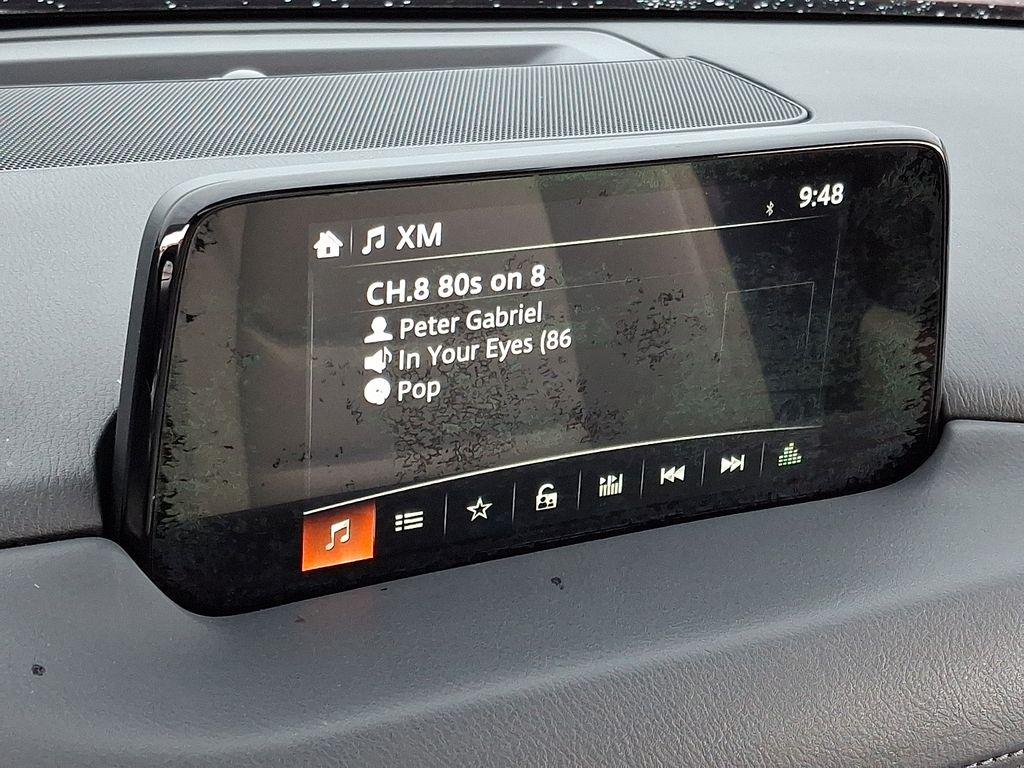 9:48
XM
CH.8 80s on 8
Peter Gabriel
In Your Eyes (86
Pop